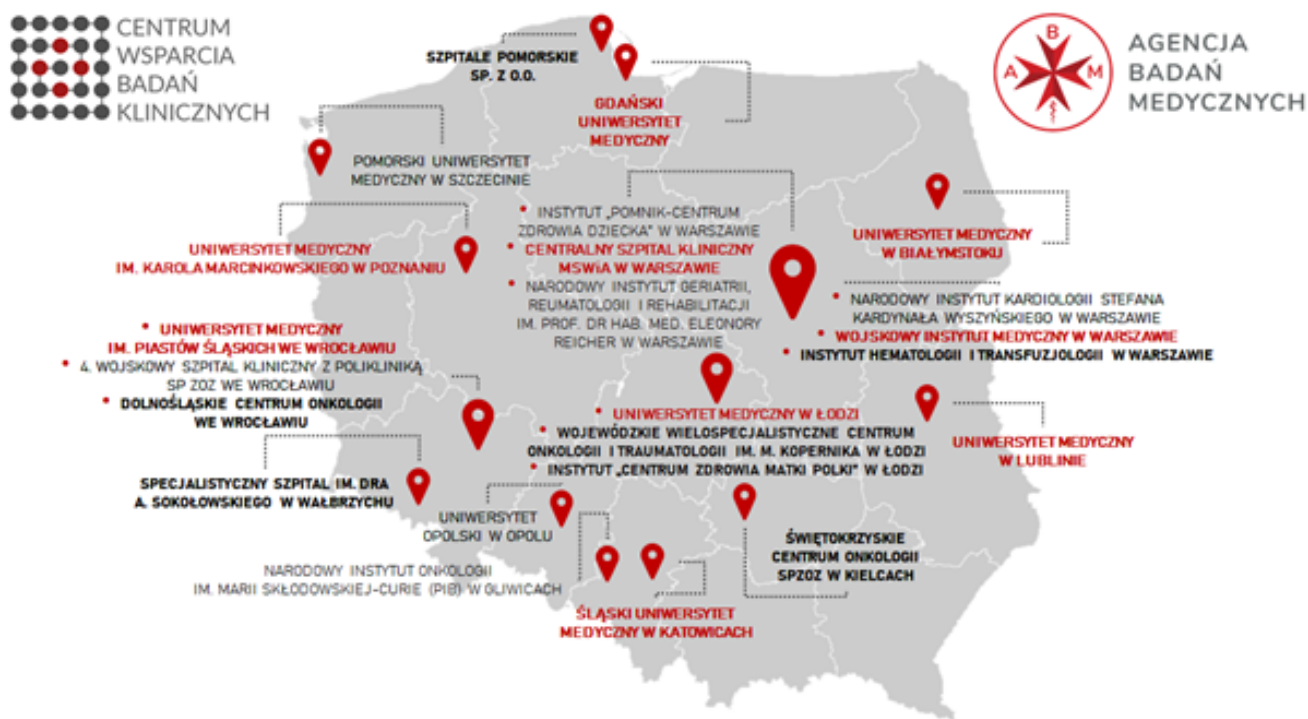 CENTRUM
WSPARCIA
BADAŃ
KLINICZNYCH
B
A M
AGENCJA
BADAŃ
MEDYCZNYCH
SZPITALE POMORSKIE
SP. Z O.O.
GDAŃSKI
UNIWERSYTET
MEDYCZNY
POMORSKI UNIWERSYTET
MEDYCZNY W SZCZECINIE
UNIWERSYTET MEDYCZNY
IM. KAROLA MARCINKOWSKIEGO W POZNANIU
• INSTYTUT „POMNIK-CENTRUM
ZDROWIA DZIECKA" W WARSZAWIE
• CENTRALNY SZPITAL KLINICZNY
MSWiA W WARSZAWIE
• NARODOWY INSTYTUT GERIATRII,
REUMATOLOGII I REHABILITACJI
IM. PROF. DR HAB. MED. ELEONORY
REICHER W WARSZAWIE
UNIWERSYTET MEDYCZNY
W BIAŁYMSTOKU
• NARODOWY INSTYTUT KARDIOLOGII STEFANA
KARDYNAŁA WYSZYŃSKIEGO W WARSZAWIE
• WOJSKOWY INSTYTUT MEDYCZNY W WARSZAWIE
• INSTYTUT HEMATOLOGII I TRANSFUZJOLOGII W WARSZAWIE
• UNIWERSYTET MEDYCZNY
IM. PIASTÓW ŚLĄSKICH WE WROCŁAWIU
• 4. WOJSKOWY SZPITAL KLINICZNY Z POLIKLINIKĄ
SP ZOZ WE WROCŁAWIU
• DOLNOŚLĄSKIE CENTRUM ONKOLOGII
WE WROCŁAWIU
• UNIWERSYTET MEDYCZNY W ŁODZI
• WOJEWÓDZKIE WIELOSPECJALISTYCZNE CENTRUM
ONKOLOGII I TRAUMATOLOGII IM. M. KOPERNIKA W ŁODZI
• INSTYTUT „CENTRUM ZDROWIA MATKI POLKI" W ŁODZI
UNIWERSYTET MEDYCZNY
W LUBLINIE
SPECJALISTYCZNY SZPITAL IM. DRA
A. SOKOŁOWSKIEGO W WAŁBRZYCHU
UNIWERSYTET
OPOLSKI W OPOLU
ŚWIĘTOKRZYSKIE
CENTRUM ONKOLOGII
SPZOZ W KIELCACH
NARODOWY INSTYTUT ONKOLOGII
IM. MARII SKŁODOWSKIEJ-CURIE (PIB) W GLIWICACH
ŚLĄSKI UNIWERSYTET
MEDYCZNY W KATOWICACH